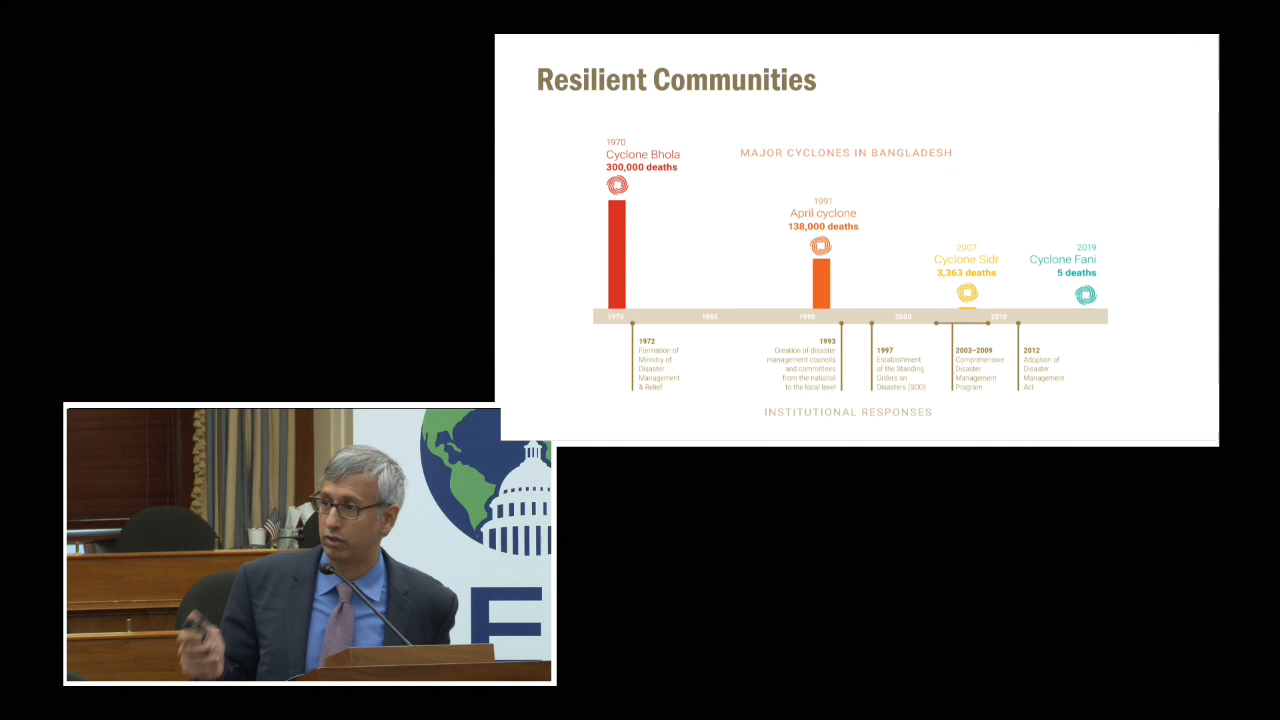 Resilient Communities
MAJOR CYCLONES IN BANGLADESH
1970
Cyclone Bhola
300,000 deaths
1991
April cyclone
138,000 deaths
2007
Cyclone Sidr
3,363 deaths
2019
Cyclone Fani
5 deaths
1970 1980 1990 2000 2010
1972
Formation of
Ministry of
Disaster
Management
& Relief
1993
Creation of disaster
management councils
and committees
from the national
to the local level
1997
Establishment
of the Standing
Orders on
Disasters (SOD)
2003–2009
Comprehensive
Disaster
Management
Program
2012
Adoption of
Disaster
Management
Act
INSTITUTIONAL RESPONSES
E